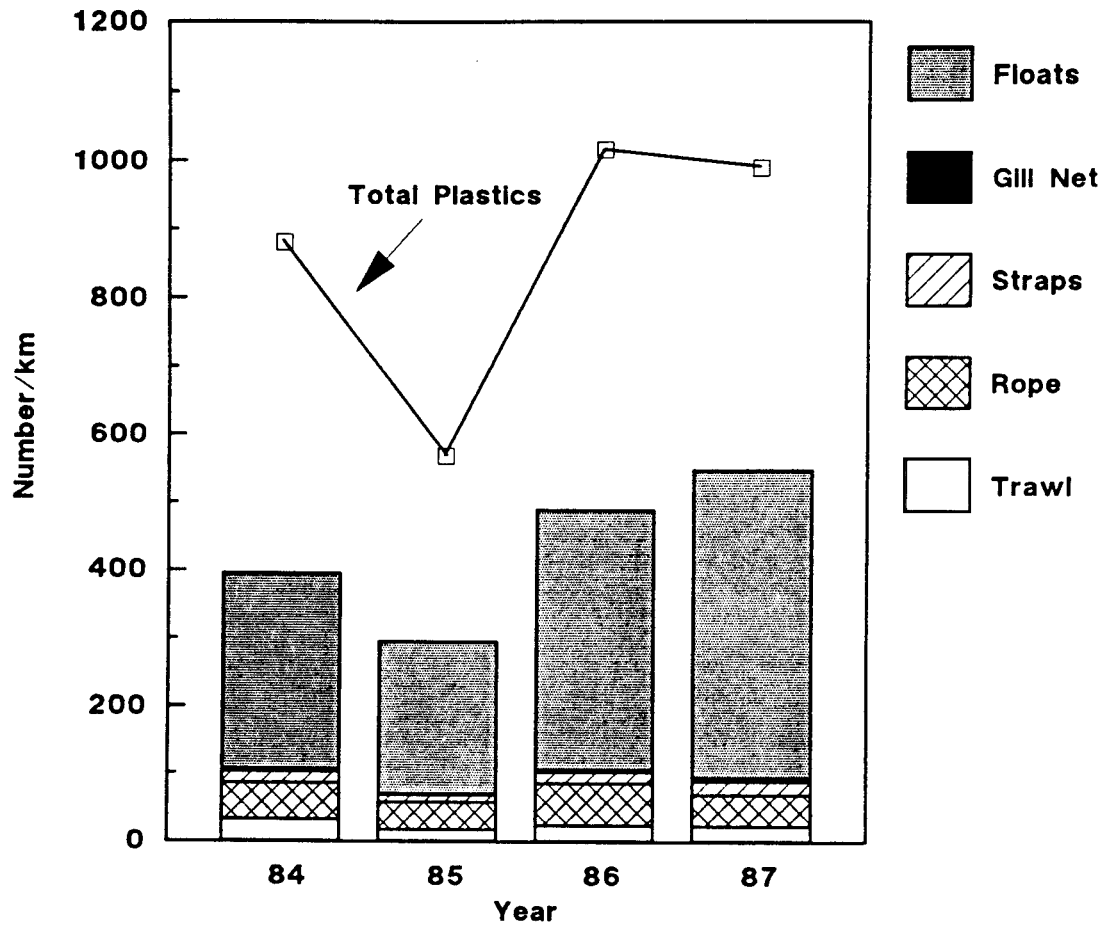 1200
1000
800
600
400
200
0
Number/km
Total Plastics
84 85 86 87
Year
Floats
Gill Net
Straps
Rope
Trawl